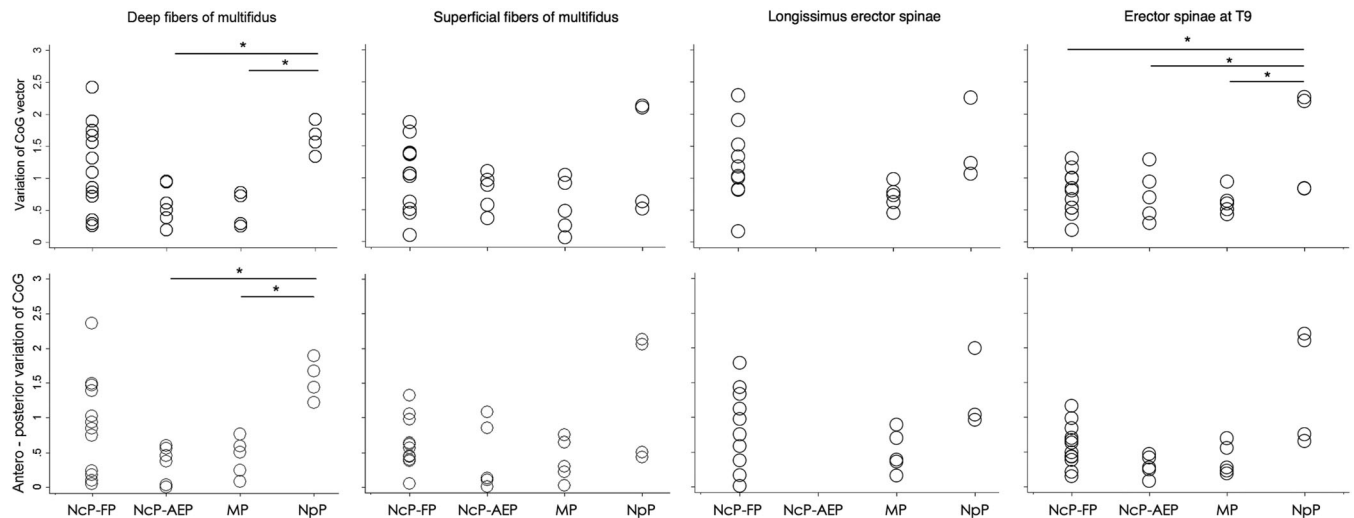 Deep fibers of multifidus
Superficial fibers of multifidus
Longissimus erector spinae
Erector spinae at T9
Variation of CoG vector
3
2.5
2
1.5
1
.5
0
*
*
*
*
*
Antero - posterior variation of CoG
3
2.5
2
1.5
1
.5
0
*
*
NcP-FP NcP-AEP MP NpP
NcP-FP NcP-AEP MP NpP
NcP-FP NcP-AEP MP NpP
NcP-FP NcP-AEP MP NpP